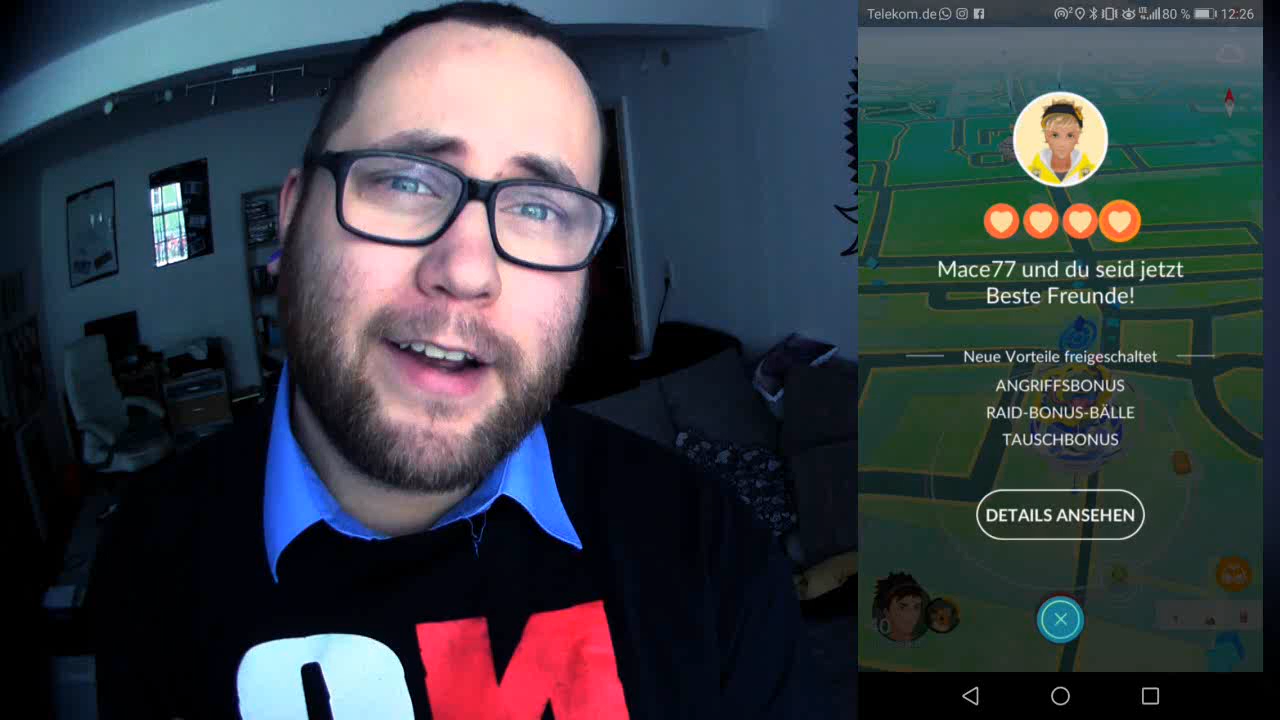 Telekom.de 80 % 12:26
Mace77 und du seid jetzt
Beste Freunde!
Neue Vorteile freigeschaltet
ANGRIFFSBONUS
RAID-BONUS-BÄLLE
TAUSCHBONUS
DETAILS ANSEHEN
ON